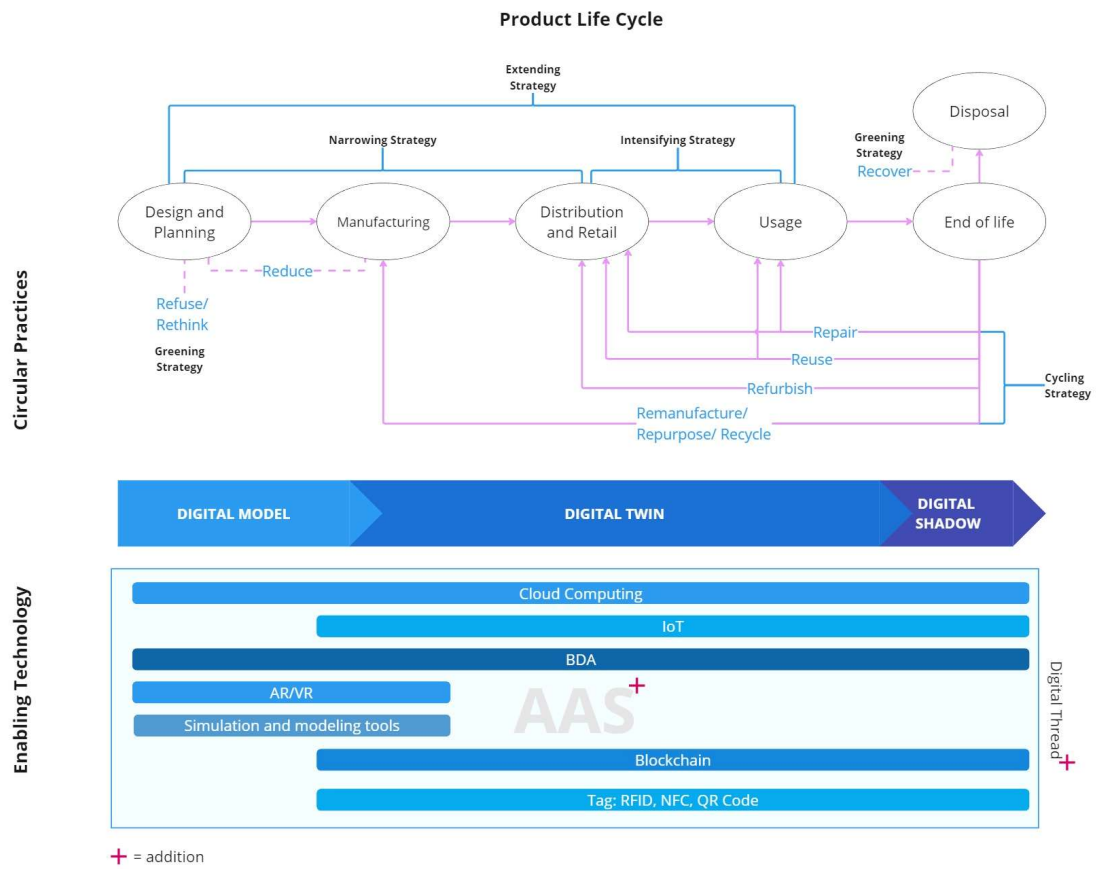 Product Life Cycle
Extending
Strategy
Narrowing Strategy
Intensifying Strategy
Disposal
Greening
Strategy
Recover
Design and
Planning
Manufacturing
Distribution
and Retail
Usage
End of life
Reduce
Refuse/
Rethink
Greening
Strategy
Repair
Reuse
Refurbish
Remanufacture/
Repurpose/ Recycle
Cycling
Strategy
Circular Practices
DIGITAL MODEL
DIGITAL TWIN
DIGITAL
SHADOW
Enabling Technology
Cloud Computing
IoT
BDA
AR/VR
AAS +
Simulation and modeling tools
Blockchain
Tag: RFID, NFC, QR Code
Digital Thread +
+ = addition